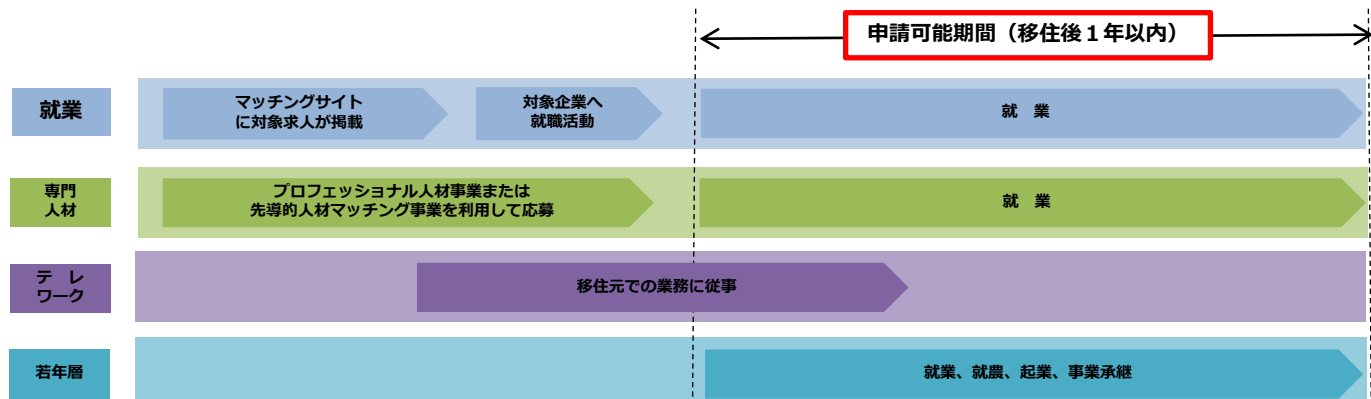 申請可能期間（移住後１年以内）
就業
マッチングサイト
に対象求人が掲載
対象企業へ
就職活動
就　業
専門
人材
プロフェッショナル人材事業または
先導的人材マッチング事業を利用して応募
就　業
テ　レ
ワーク
移住元での業務に従事
若年層
就業、就農、起業、事業承継